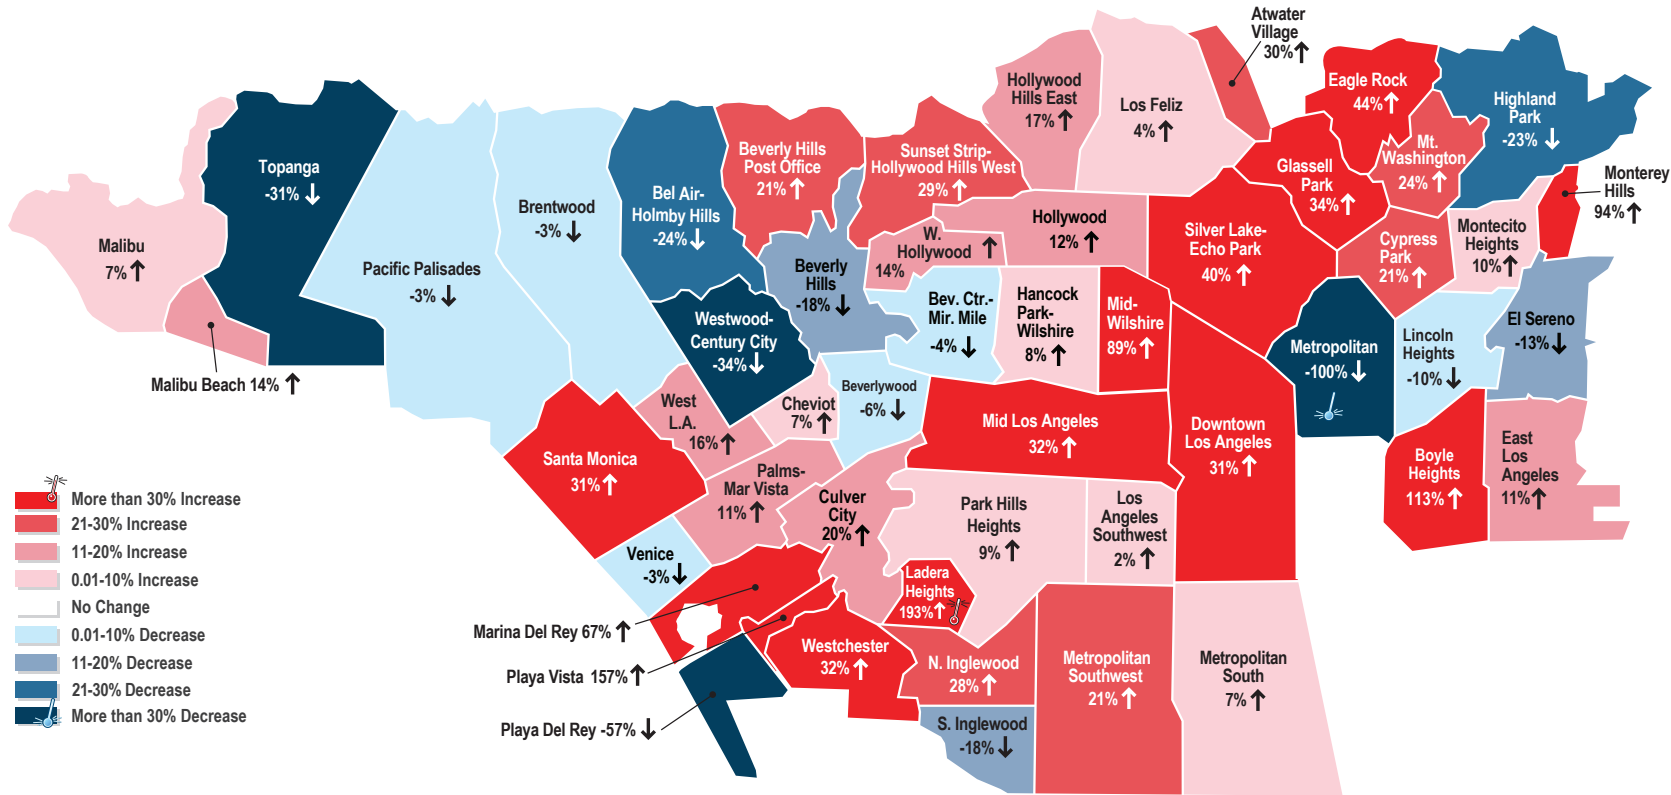 Atwater
Village
30%
Eagle Rock
44%
Highland
Park
-23%
Hollywood
Hills East
17%
Los Feliz
4%
Mt.
Washington
24%
Glassell
Park
34%
Monterey
Hills
94%
Topanga
-31%
Beverly Hills
Post Office
21%
Sunset Strip-
Hollywood Hills West
29%
Bel Air-
Holmby Hills
-24%
Brentwood
-3%
Malibu
7%
Pacific Palisades
-3%
Hollywood
12%
W.
Hollywood
14%
Silver Lake-
Echo Park
40%
Cypress
Park
21%
Montecito
Heights
10%
Beverly
Hills
-18%
Bev. Ctr.-
Mir. Mile
-4%
Hancock
Park-
Wilshire
8%
Mid-
Wilshire
89%
Westwood-
Century City
-34%
Metropolitan
-100%
Lincoln
Heights
-10%
El Sereno
-13%
Malibu Beach 14%
West
L.A.
16%
Cheviot
7%
Beverlywood
-6%
Mid Los Angeles
32%
Downtown
Los Angeles
31%
Boyle
Heights
113%
East
Los
Angeles
11%
Santa Monica
31%
Palms-
Mar Vista
11%
Culver
City
20%
Park Hills
Heights
9%
Los
Angeles
Southwest
2%
Venice
-3%
Ladera
Heights
193%
Marina Del Rey 67%
Playa Vista 157%
Playa Del Rey -57%
Westchester
32%
N. Inglewood
28%
S. Inglewood
-18%
Metropolitan
Southwest
21%
Metropolitan
South
7%
More than 30% Increase
21-30% Increase
11-20% Increase
0.01-10% Increase
No Change
0.01-10% Decrease
11-20% Decrease
21-30% Decrease
More than 30% Decrease